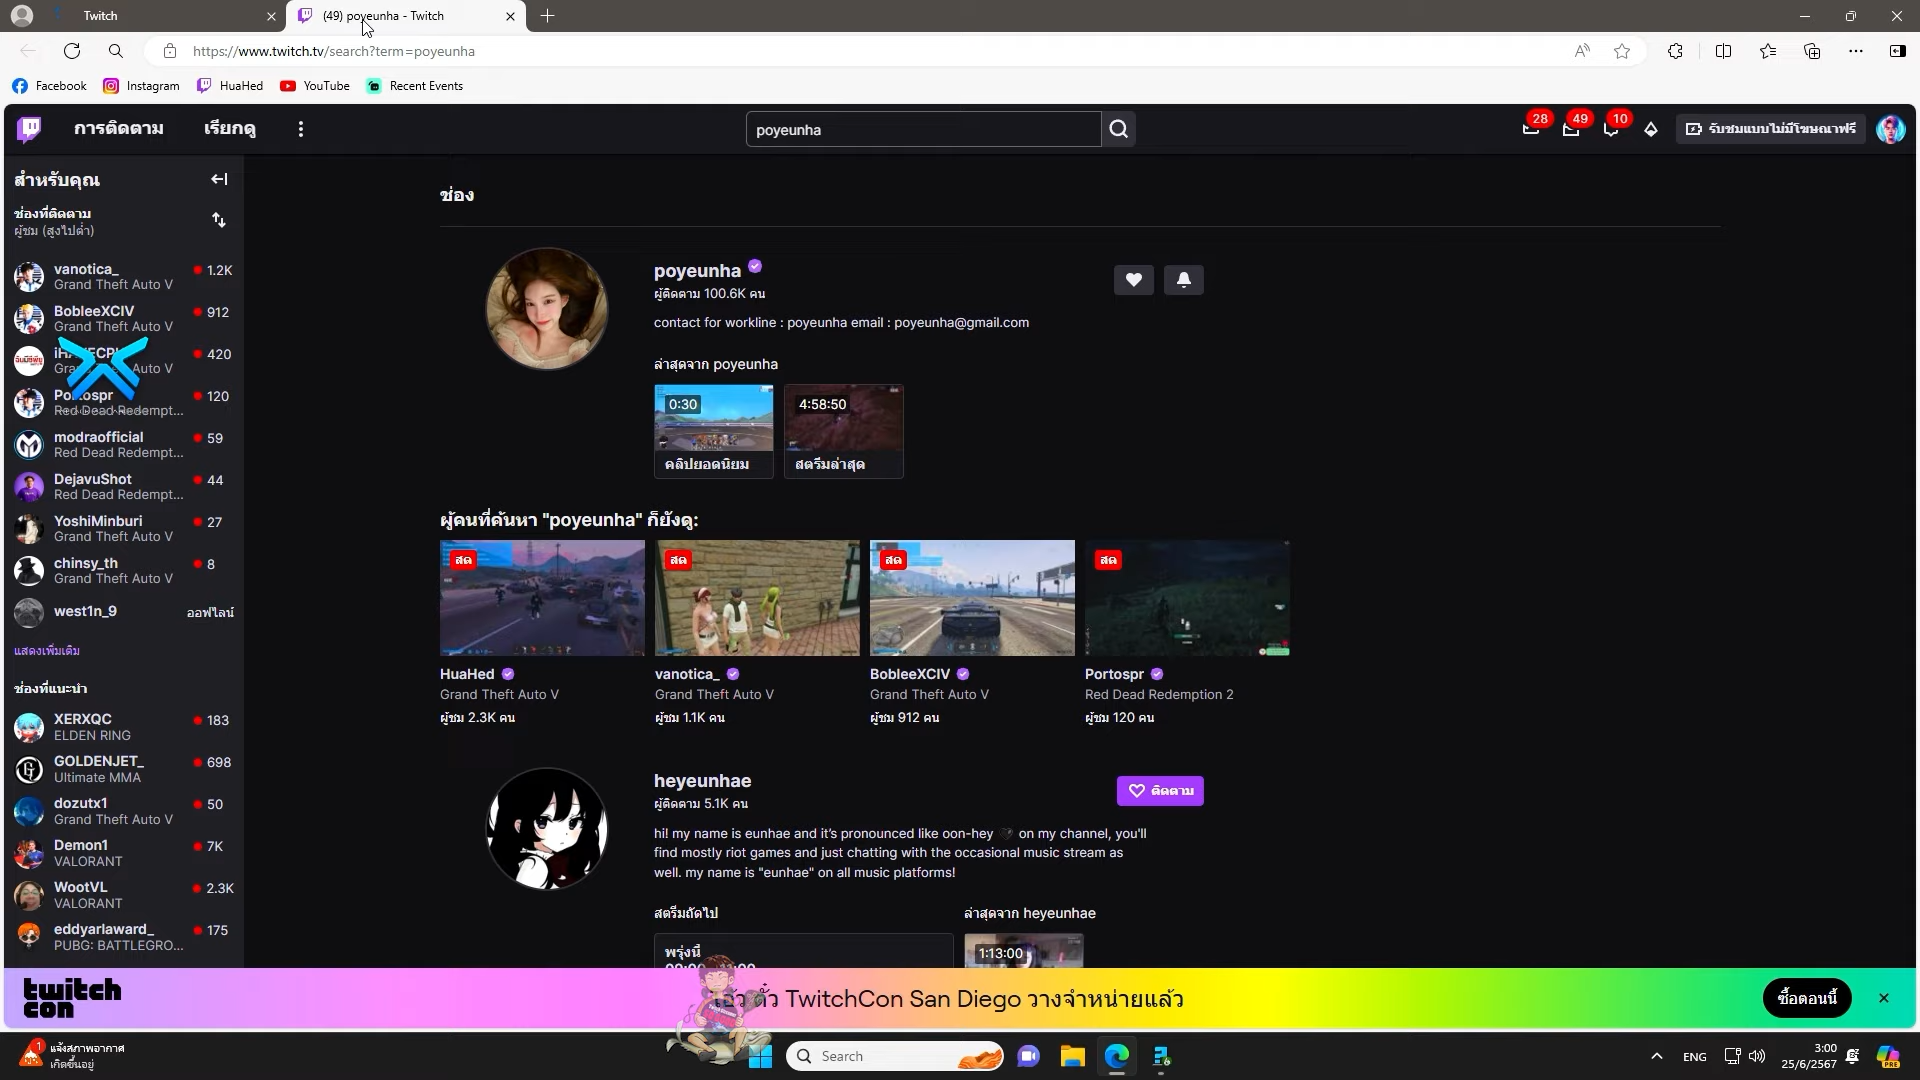 Twitch
(49) poyeunha - Twitch
https://www.twitch.tv/search?term=poyeunha
Facebook
Instagram
HuaHed
YouTube
Recent Events
การติดตาม
เรียกดู
poyeunha
28
49
10
รับชมแบบไม่มีโฆษณาฟรี
สำหรับคุณ
ช่องที่ติดตาม
ผู้ชม (สูงไปต่ำ)
vanotica_
1.2K
Grand Theft Auto V
BobleeXCIV
912
Grand Theft Auto V
420
Portospr
120
Red Dead Redempt...
modraofficial
59
Red Dead Redempt...
DejavuShot
44
Red Dead Redempt...
YoshiMinburi
27
Grand Theft Auto V
chinsy_th
8
Grand Theft Auto V
west1n_9
ออฟไลน์
แสดงเพิ่มเติม
ช่องที่แนะนำ
XERXQC
183
ELDEN RING
GOLDENJET_
698
Ultimate MMA
dozutx1
50
Grand Theft Auto V
Demon1
7K
VALORANT
WootVL
2.3K
VALORANT
eddyarlaward_
175
PUBG: BATTLEGRO...
ช่อง
poyeunha
ผู้ติดตาม 100.6K คน
contact for workline : poyeunha email : poyeunha@gmail.com
ล่าสุดจาก poyeunha
0:30
4:58:50
คลิปยอดนิยม
สตรีมล่าสุด
ผู้คนที่ค้นหา "poyeunha" ก็ยังดู:
สด
สด
สด
สด
HuaHed
vanotica_
BobleeXCIV
Portospr
Grand Theft Auto V
Grand Theft Auto V
Grand Theft Auto V
Red Dead Redemption 2
ผู้ชม 2.3K คน
ผู้ชม 1.1K คน
ผู้ชม 912 คน
ผู้ชม 120 คน
heyeunhae
ติดตาม
ผู้ติดตาม 5.1K คน
hi! my name is eunhae and it's pronounced like oon-hey 🖤 on my channel, you'll
find mostly riot games and just chatting with the occasional music stream as
well. my name is "eunhae" on all music platforms!
สตรีมถัดไป
ล่าสุดจาก heyeunhae
พรุ่งนี้
1:13:00
twitch
con
ตั๋ว TwitchCon San Diego วางจำหน่ายแล้ว
ซื้อตอนนี้
1
แจ้งสภาพอากาศ
เกิดขึ้นอยู่
Search
ENG
3:00
25/6/2567
PRE